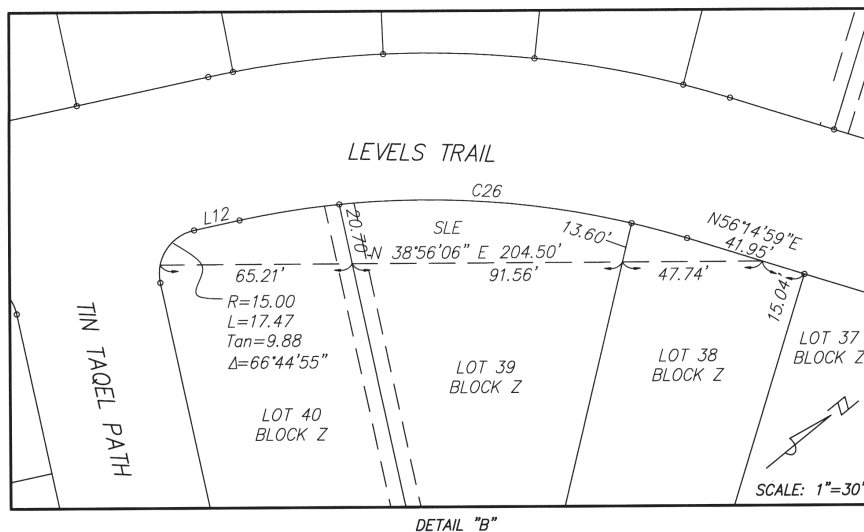 LEVELS TRAIL
C26
L12
20.70'
SLE
N 38°56'06" E 204.50'
13.60'
N56°14'59"E
41.95'
65.21'
91.56'
47.74'
15.04'
R=15.00
L=17.47
Tan=9.88
Δ=66°44'55"
TIN TAQEL PATH
LOT 40
BLOCK Z
LOT 39
BLOCK Z
LOT 38
BLOCK Z
LOT 37
BLOCK Z
N
SCALE: 1"=30'
DETAIL "B"